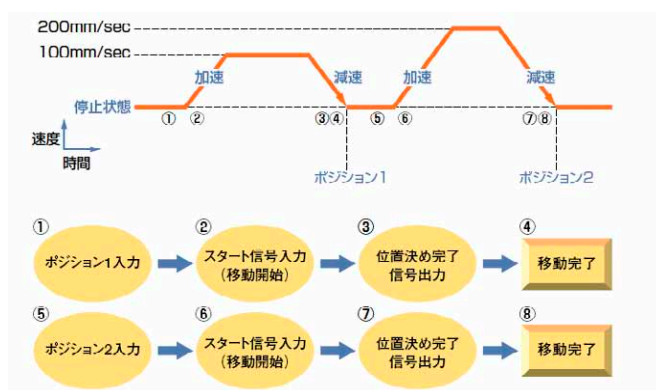 200mm/sec
100mm/sec
加速
減速
加速
減速
停止状態
① ② ③④ ⑤ ⑥ ⑦⑧
速度
時間
ポジション1
ポジション2
① ② ③ ④
ポジション1入力
スタート信号入力
(移動開始)
位置決め完了
信号出力
移動完了
⑤ ⑥ ⑦ ⑧
ポジション2入力
スタート信号入力
(移動開始)
位置決め完了
信号出力
移動完了